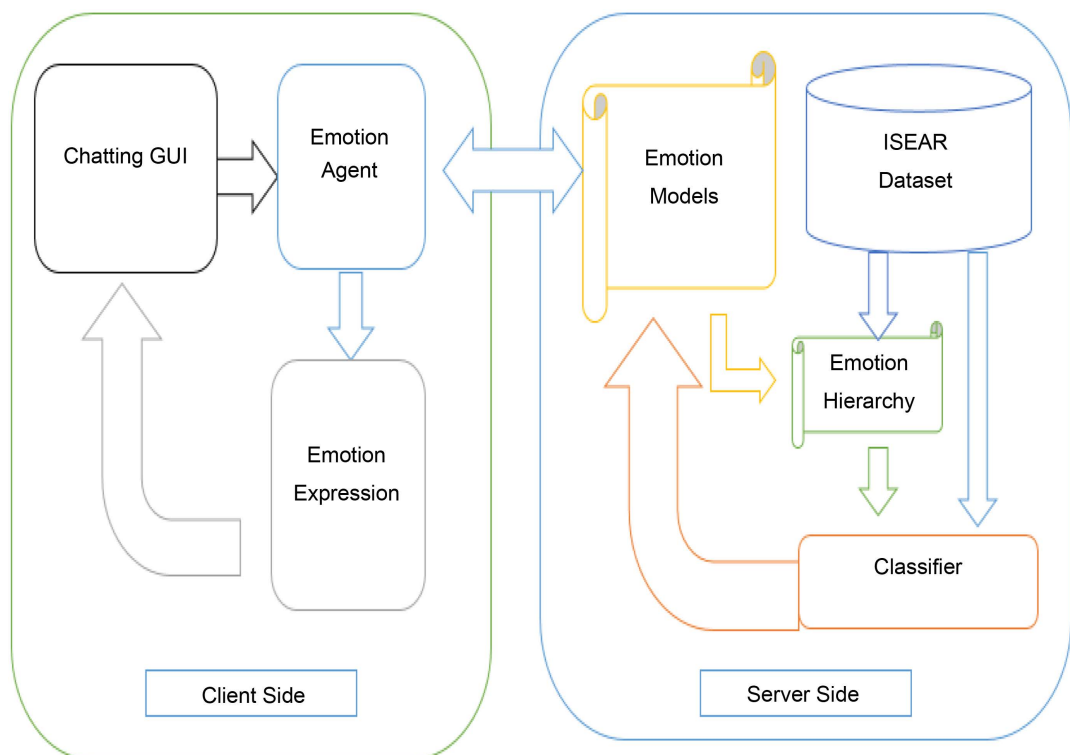 Chatting GUI
Emotion
Agent
Emotion
Expression
Client Side
Emotion
Models
ISEAR
Dataset
Emotion
Hierarchy
Classifier
Server Side